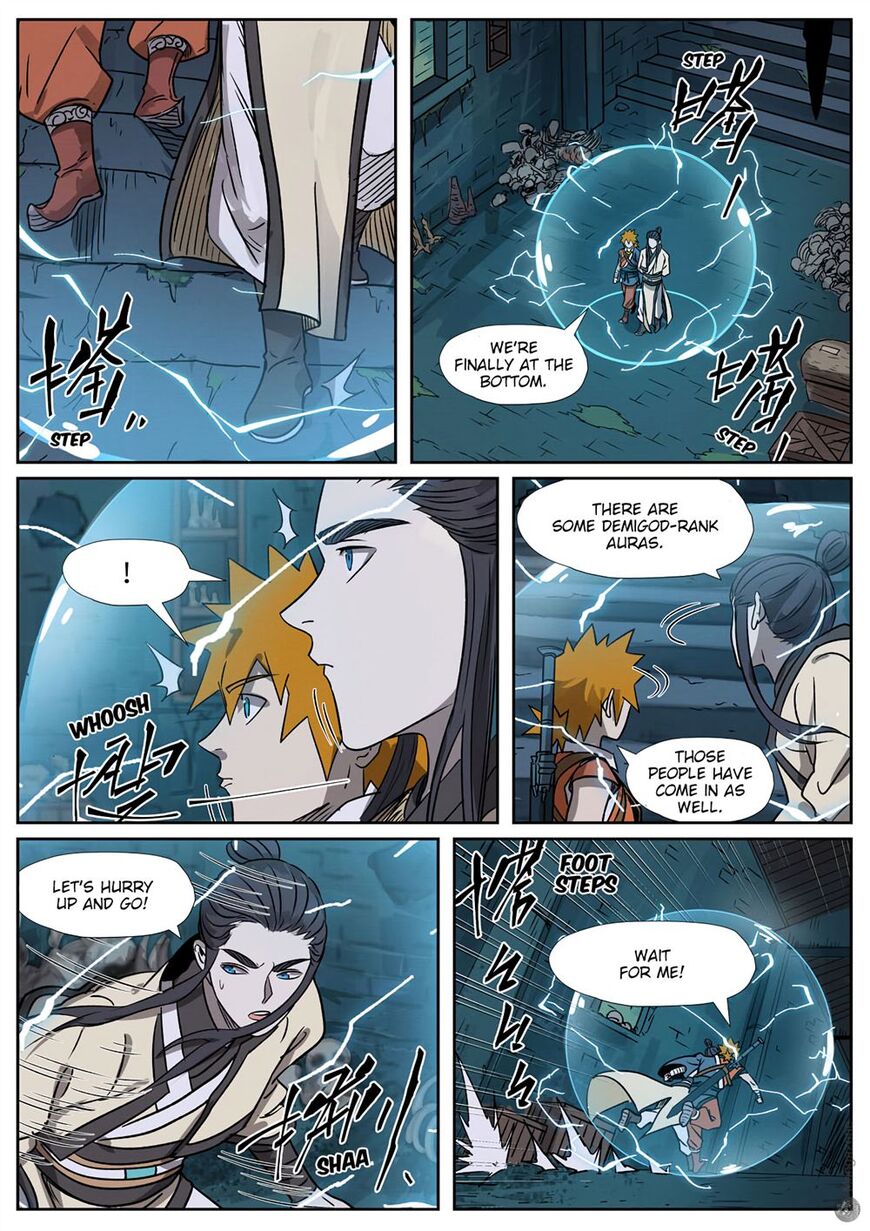 STEP
STEP
WE'RE
FINALLY AT THE
BOTTOM.
STEP
!
WHOOSH
THERE ARE
SOME DEMIGOD-RANK
AURAS.
THOSE
PEOPLE HAVE
COME IN AS
WELL.
LET'S HURRY
UP AND GO!
SHAA
FOOT
STEPS
WAIT
FOR ME!